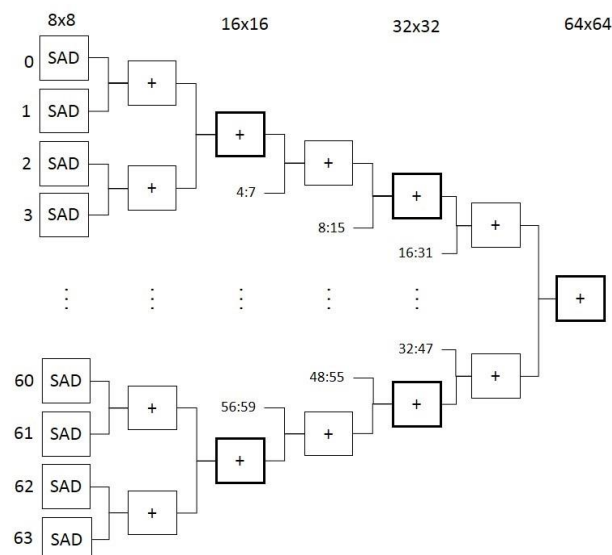 8x8 16x16 32x32 64x64
0 SAD
+
1 SAD
+
+
2 SAD
4:7
+
3 SAD
8:15
+
16:31
+
+
60 SAD
32:47
+
48:55
+
61 SAD
56:59
+
+
62 SAD
+
+
63 SAD